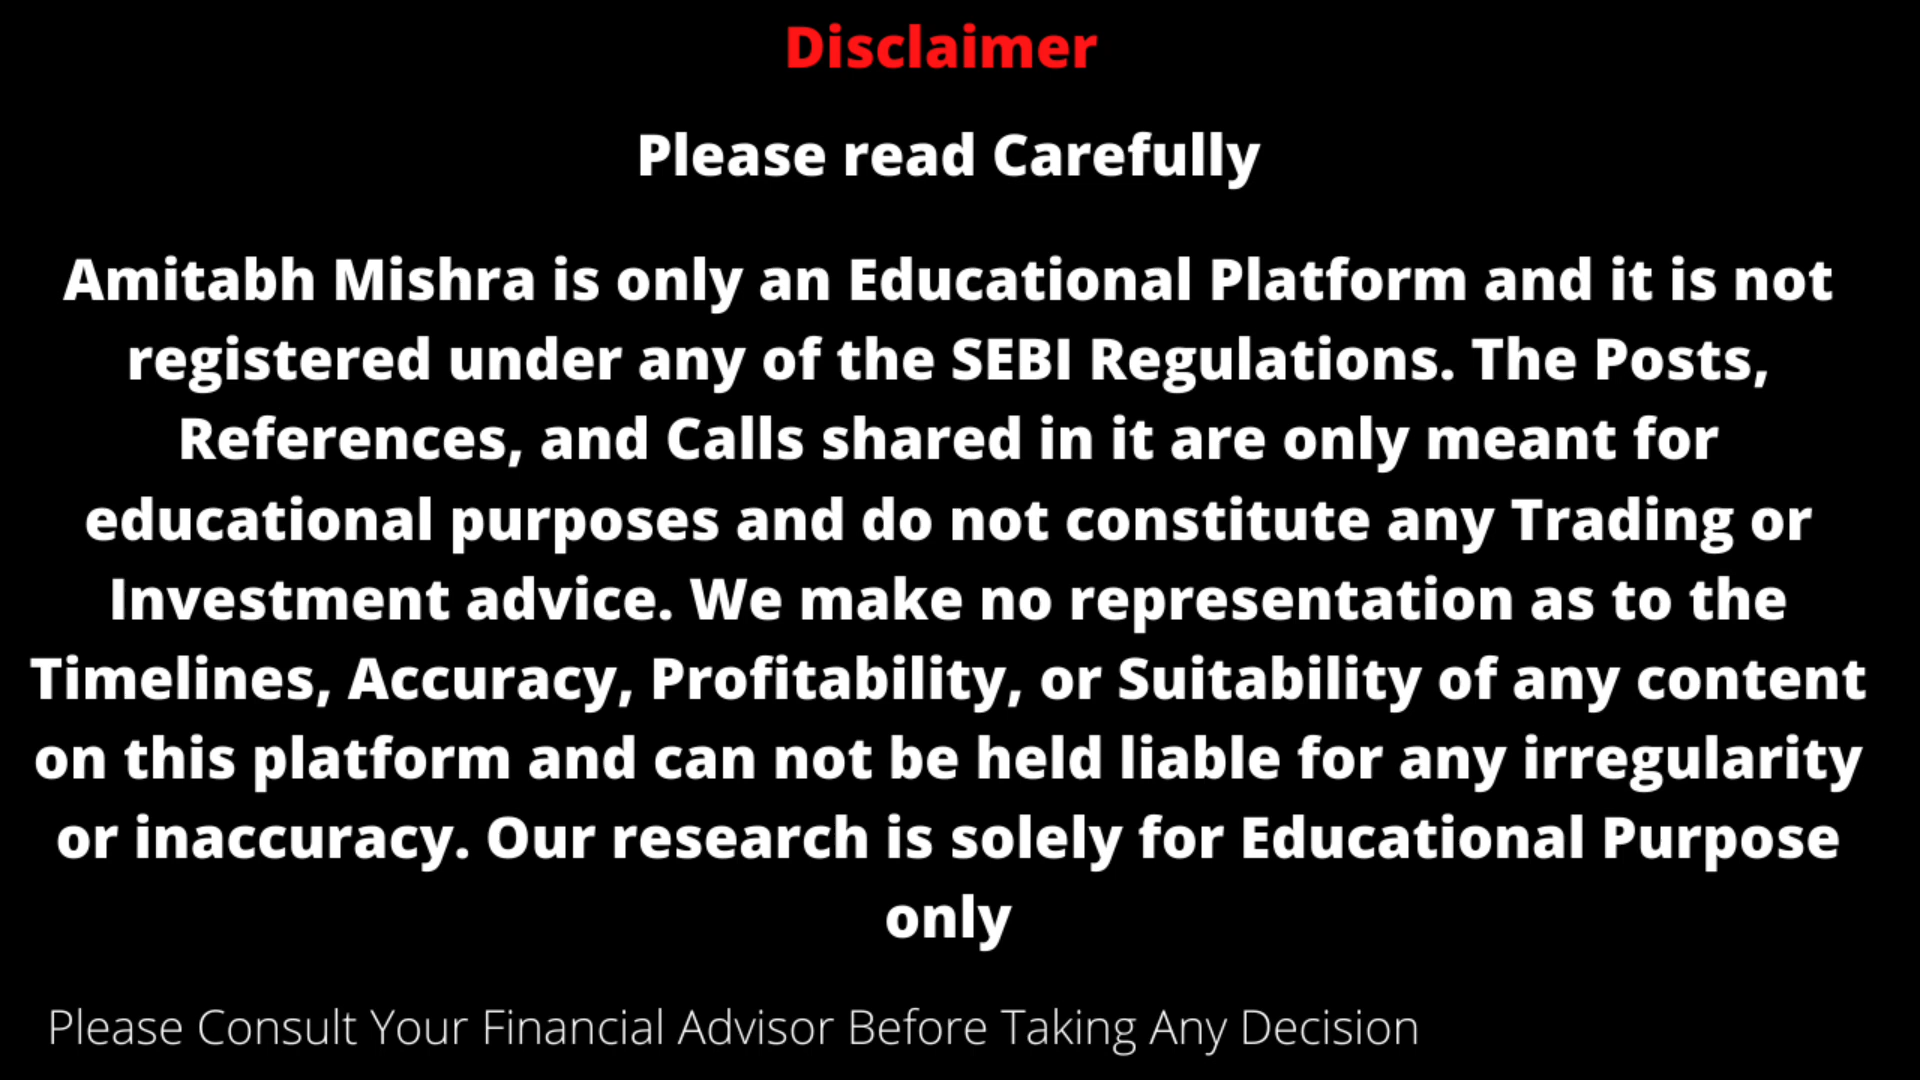 Disclaimer
Please read Carefully
Amitabh Mishra is only an Educational Platform and it is not
registered under any of the SEBI Regulations. The Posts,
References, and Calls shared in it are only meant for
educational purposes and do not constitute any Trading or
Investment advice. We make no representation as to the
Timelines, Accuracy, Profitability, or Suitability of any content
on this platform and can not be held liable for any irregularity
or inaccuracy. Our research is solely for Educational Purpose
only
Please Consult Your Financial Advisor Before Taking Any Decision